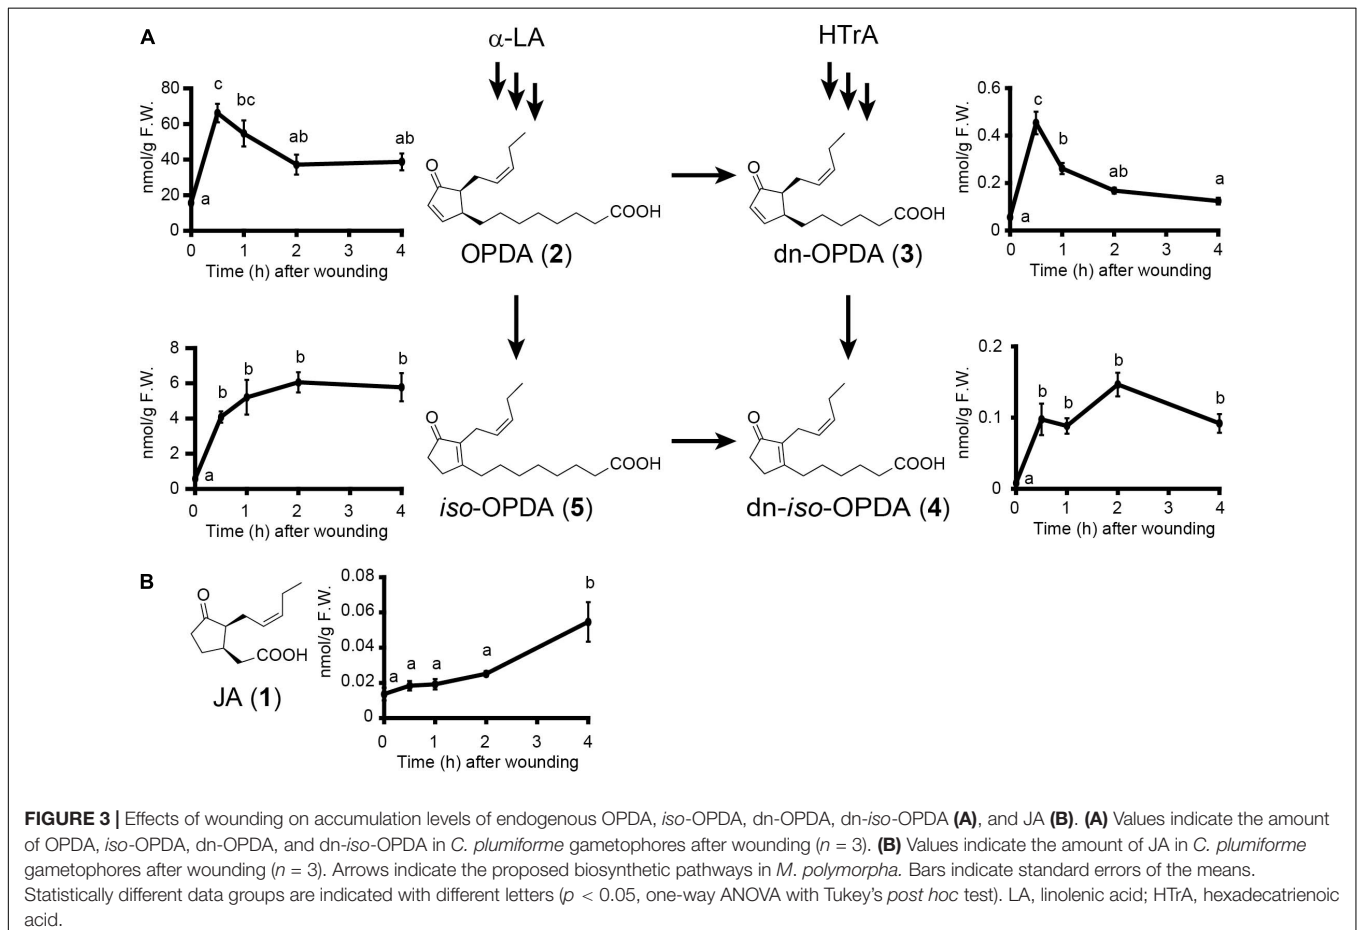 A
α-LA
HTrA
80
60
40
20
0
nmol/g F.W.
a
c
bc
ab
ab
0 1 2 3 4
Time (h) after wounding
O
COOH
OPDA (2)
O
COOH
dn-OPDA (3)
0.6
0.4
0.2
0
nmol/g F.W.
a
c
b
ab
a
0 1 2 3 4
Time (h) after wounding
8
6
4
2
0
nmol/g F.W.
a
b
b
b
b
0 1 2 3 4
Time (h) after wounding
O
COOH
iso-OPDA (5)
O
COOH
dn-iso-OPDA (4)
0.2
0.1
0
nmol/g F.W.
a
b
b
b
b
0 1 2 3 4
Time (h) after wounding
B
O
COOH
JA (1)
0.08
0.06
0.04
0.02
0
nmol/g F.W.
a
a
a
a
b
0 1 2 3 4
Time (h) after wounding
FIGURE 3 | Effects of wounding on accumulation levels of endogenous OPDA, iso-OPDA, dn-OPDA, dn-iso-OPDA (A), and JA (B). (A) Values indicate the amount
of OPDA, iso-OPDA, dn-OPDA, and dn-iso-OPDA in C. plumiforme gametophores after wounding (n = 3). (B) Values indicate the amount of JA in C. plumiforme
gametophores after wounding (n = 3). Arrows indicate the proposed biosynthetic pathways in M. polymorpha. Bars indicate standard errors of the means.
Statistically different data groups are indicated with different letters (p < 0.05, one-way ANOVA with Tukey's post hoc test). LA, linolenic acid; HTrA, hexadecatrienoic
acid.